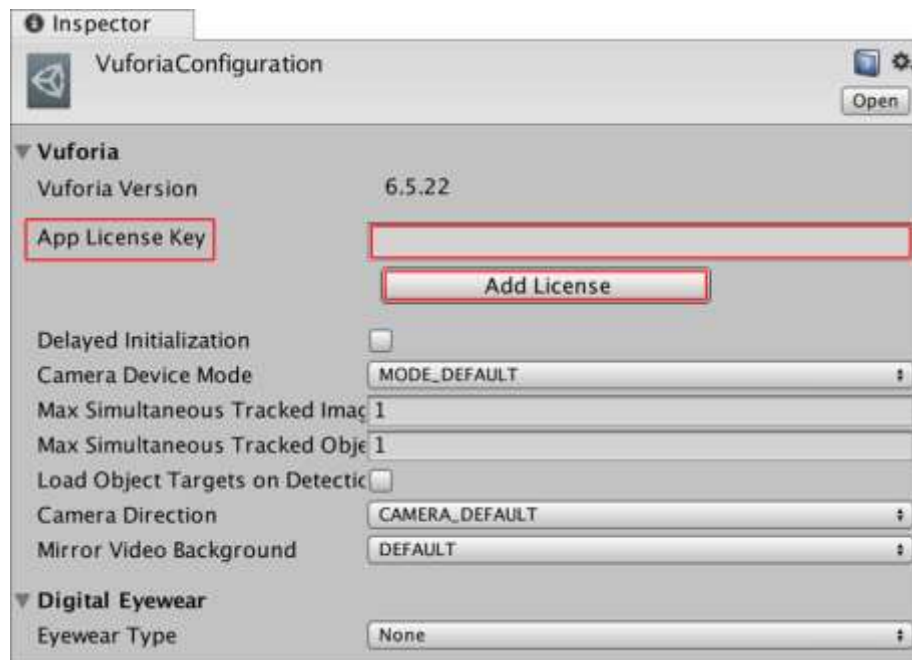 Inspector
VuforiaConfiguration
Open
Vuforia
Vuforia Version 6.5.22
App License Key
Add License
Delayed Initialization
Camera Device Mode MODE_DEFAULT
Max Simultaneous Tracked Imag 1
Max Simultaneous Tracked Obje 1
Load Object Targets on Detectic
Camera Direction CAMERA_DEFAULT
Mirror Video Background DEFAULT
Digital Eyewear
Eyewear Type None